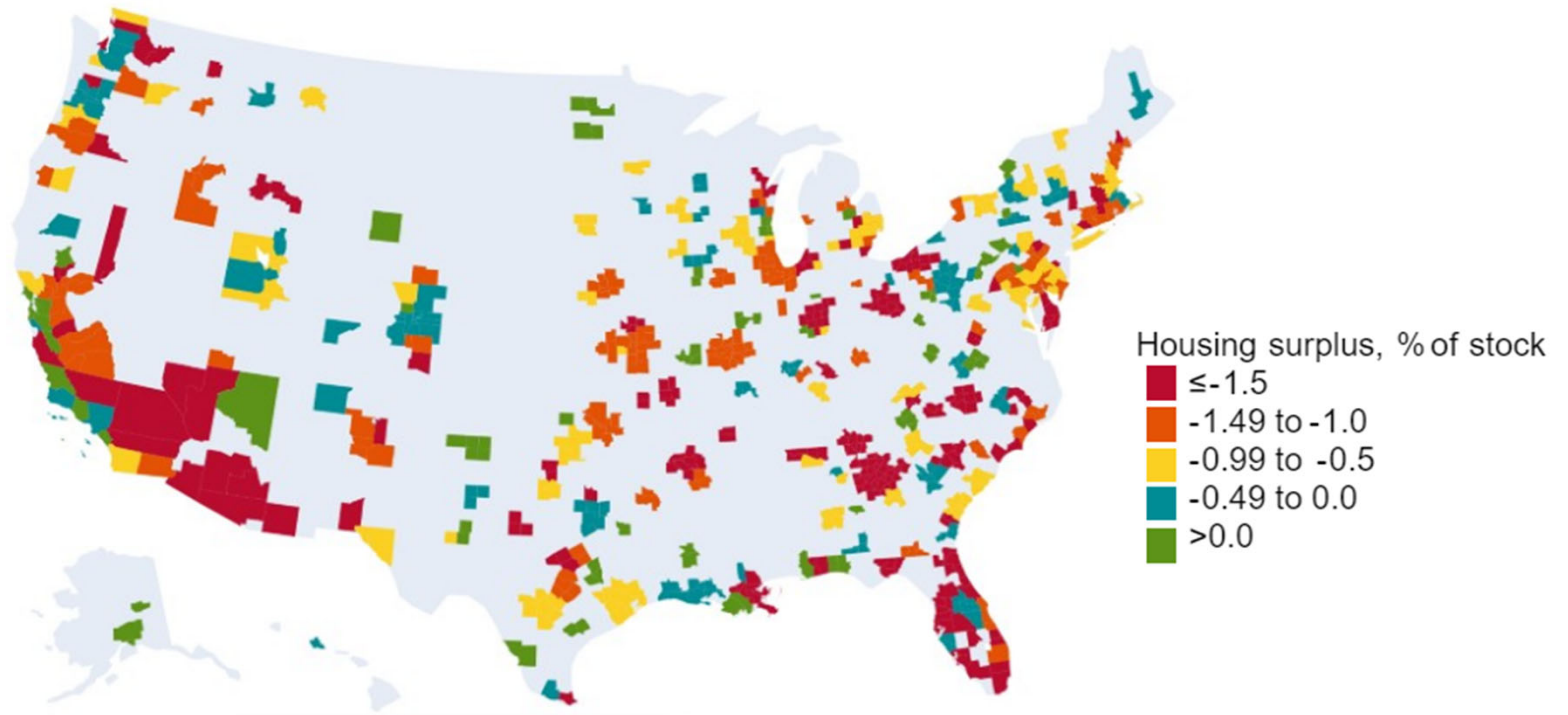 Housing surplus, % of stock
≤-1.5
-1.49 to -1.0
-0.99 to -0.5
-0.49 to 0.0
>0.0